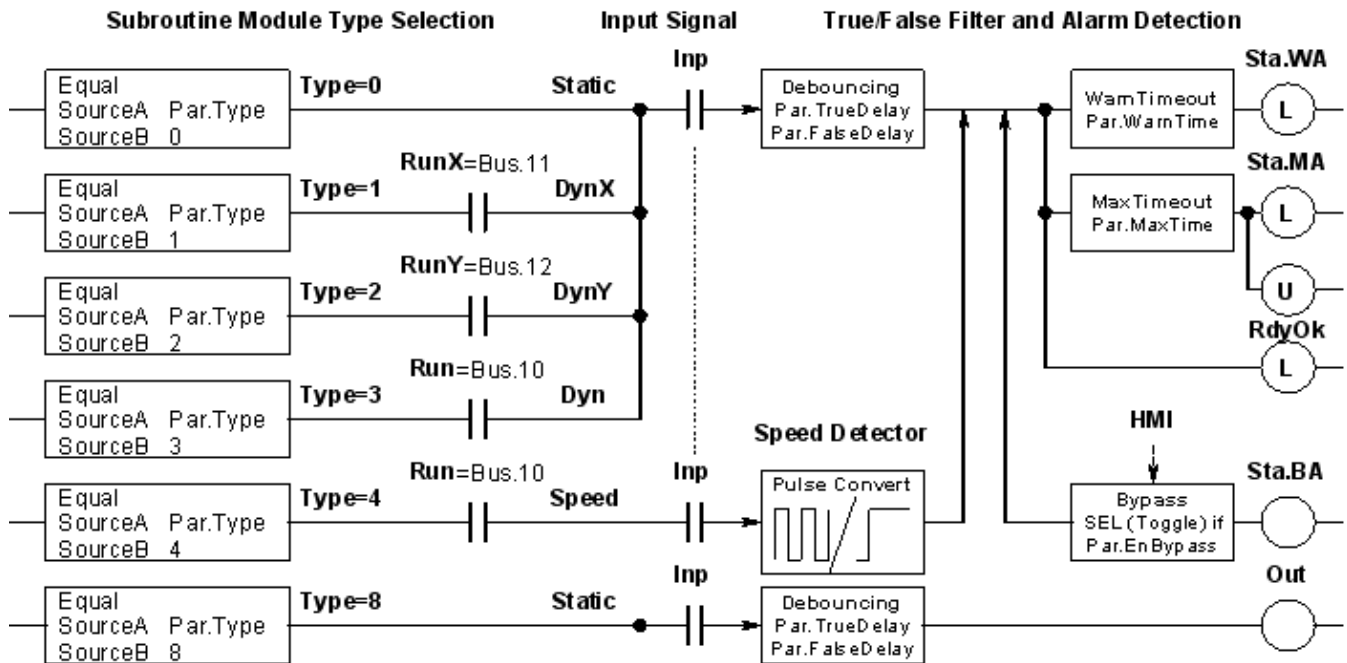 Subroutine Module Type Selection
Input Signal
True/False Filter and Alarm Detection
Equal
SourceA Par.Type
SourceB 0
Type=0
Static
Inp
Debouncing
Par.TrueDelay
Par.FalseDelay
WarnTimeout
Par.WarnTime
Sta.WA
L
Equal
SourceA Par.Type
SourceB 1
Type=1
RunX=Bus.11
DynX
MaxTimeout
Par.MaxTime
Sta.MA
L
Equal
SourceA Par.Type
SourceB 2
Type=2
RunY=Bus.12
DynY
U
RdyOk
L
Equal
SourceA Par.Type
SourceB 3
Type=3
Run=Bus.10
Dyn
Speed Detector
HMI
Equal
SourceA Par.Type
SourceB 4
Type=4
Run=Bus.10
Speed
Inp
Pulse Convert
Bypass
SEL (Toggle) if
Par.EnBypass
Sta.BA
Equal
SourceA Par.Type
SourceB 8
Type=8
Static
Inp
Debouncing
Par.TrueDelay
Par.FalseDelay
Out